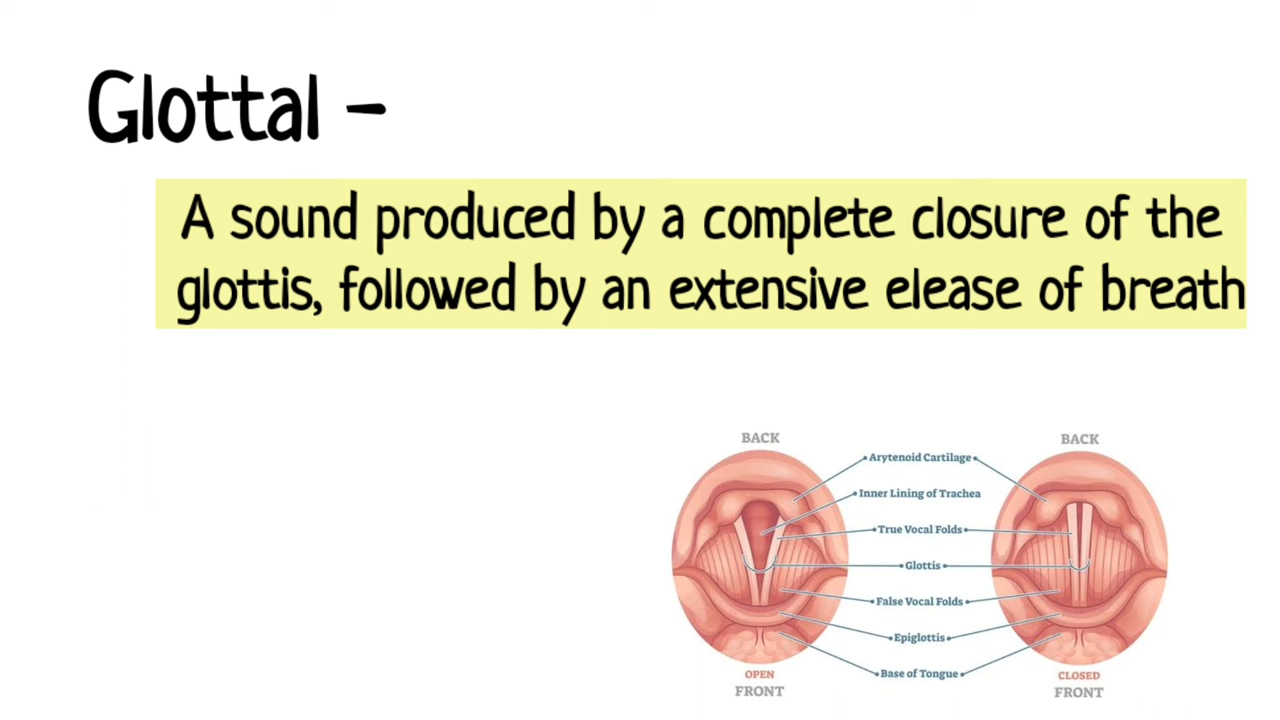 Glottal –
A sound produced by a complete closure of the
glottis, followed by an extensive elease of breath
BACK
BACK
Arytenoid Cartilage
Inner Lining of Trachea
True Vocal Folds
Glottis
False Vocal Folds
Epiglottis
Base of Tongue
OPEN
CLOSED
FRONT
FRONT